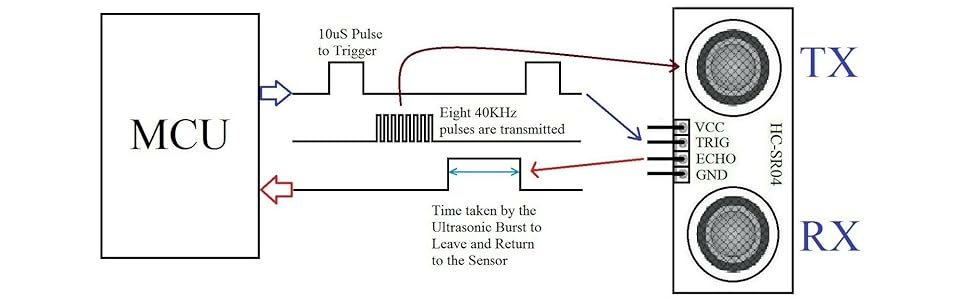 MCU
10uS Pulse
to Trigger
Eight 40KHz
pulses are transmitted
Time taken by the
Ultrasonic Burst to
Leave and Return
to the Sensor
VCC
TRIG
ECHO
GND
HC-SR04
TX
RX